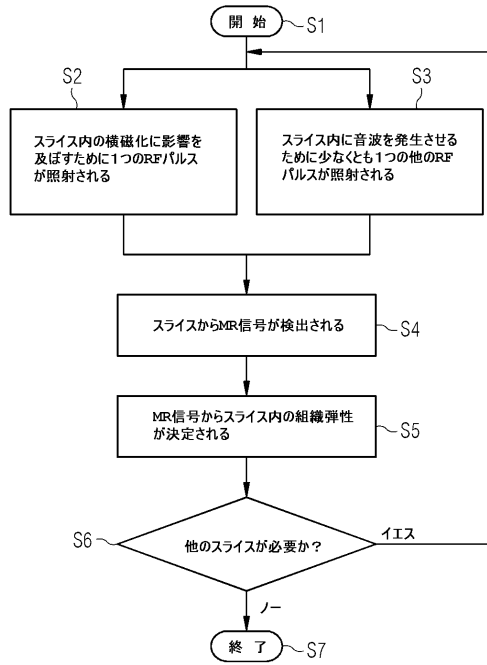 開 始
S1
S2
S3
スライス内の横磁化に影響を
及ぼすために1つのRFパルス
が照射される
スライス内に音波を発生させる
ために少なくとも1つの他のRF
パルスが照射される
スライスからMR信号が検出される
S4
MR信号からスライス内の組織弾性
が決定される
S5
S6
他のスライスが必要か?
イエス
ノー
終 了
S7